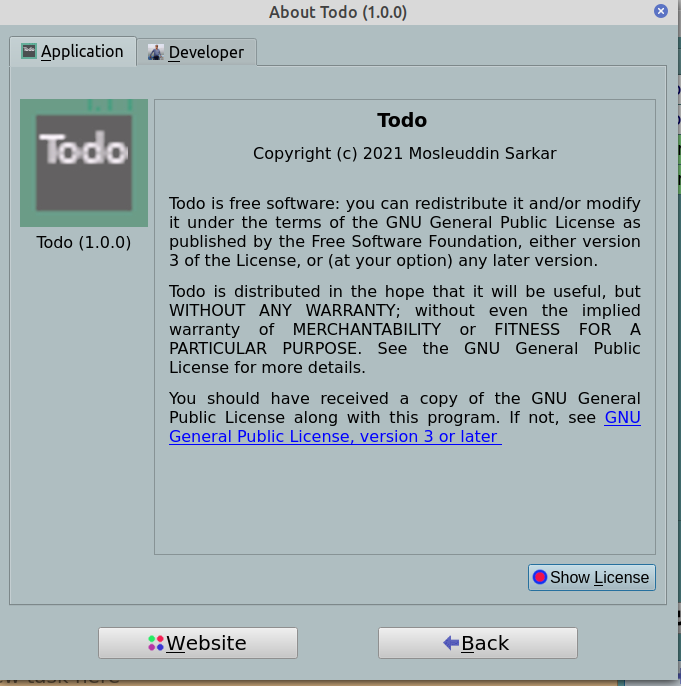 About Todo (1.0.0)
Application
Developer
Todo
Todo
Todo (1.0.0)
Copyright (c) 2021 Mosleuddin Sarkar
Todo is free software: you can redistribute it and/or modify
it under the terms of the GNU General Public License as
published by the Free Software Foundation, either version
3 of the License, or (at your option) any later version.
Todo is distributed in the hope that it will be useful, but
WITHOUT ANY WARRANTY; without even the implied
warranty of MERCHANTABILITY or FITNESS FOR A
PARTICULAR PURPOSE. See the GNU General Public
License for more details.
You should have received a copy of the GNU General
Public License along with this program. If not, see GNU
General Public License, version 3 or later
Show License
Website
Back
task here